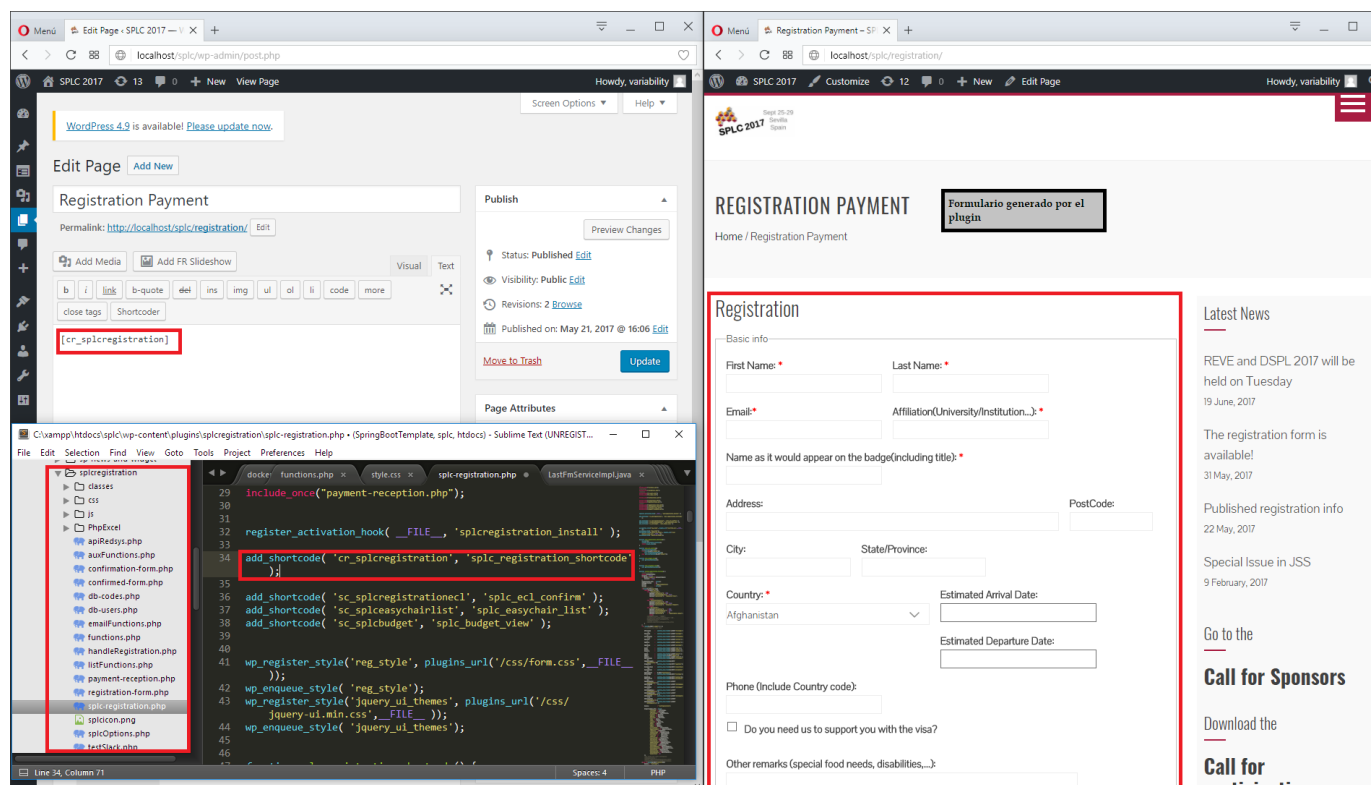 Menú
Edit Page ‹ SPLC 2017 — W
localhost/splc/wp-admin/post.php
SPLC 2017 13 0 New View Page
Howdy, variability
Screen Options ▼ Help ▼
WordPress 4.9 is available! Please update now.
Edit Page Add New
Registration Payment
Permalink: http://localhost/splc/registration/ Edit
Add Media Add FR Slideshow
Visual Text
b i link b-quote del ins img ul ol li code more
close tags Shortcoder
[cr_splcregistration]
Publish
Preview Changes
Status: Published Edit
Visibility: Public Edit
Revisions: 2 Browse
Published on: May 21, 2017 @ 16:06 Edit
Move to Trash Update
Page Attributes
C:\xampp\htdocs\splc\wp-content\plugins\splcregistration\splc-registration.php • (SpringBootTemplate, splc, htdocs) - Sublime Text (UNREGIST...
File Edit Selection Find View Goto Tools Project Preferences Help
splcregistration
classes
css
js
PhpExcel
apiRedsys.php
auxFunctions.php
confirmation-form.php
confirmed-form.php
db-codes.php
db-users.php
emailFunctions.php
functions.php
handleRegistration.php
listFunctions.php
payment-reception.php
registration-form.php
splc-registration.php
splcicon.png
splcOptions.php
testSlack.php
docke functions.php × style.css × splc-registration.php LastFmServiceImpl.java ×
29 include_once("payment-reception.php");
30
31
32 register_activation_hook( __FILE__, 'splcregistration_install' );
33
34 add_shortcode( 'cr_splcregistration', 'splc_registration_shortcode'
);
35
36 add_shortcode( 'sc_splcregistrationecl', 'splc_ecl_confirm' );
37 add_shortcode( 'sc_splceasychairlist', 'splc_easychair_list' );
38 add_shortcode( 'sc_splcbudget', 'splc_budget_view' );
39
40
41 wp_register_style('reg_style', plugins_url('/css/form.css',__FILE__
));
42 wp_enqueue_style( 'reg_style');
43 wp_register_style('jquery_ui_themes', plugins_url('/css/
jquery-ui.min.css',__FILE__ ));
44 wp_enqueue_style( 'jquery_ui_themes');
45
46
Line 34, Column 71
Spaces: 4 PHP
Menú
Registration Payment – SP
localhost/splc/registration/
SPLC 2017 Customize 12 0 New Edit Page
Howdy, variability
SPLC 2017
Sept 25-29
Sevilla
Spain
REGISTRATION PAYMENT
Home / Registration Payment
Formulario generado por el
plugin
Registration
Basic info
First Name: * Last Name: *
Email:* Affiliation(University/Institution...): *
Name as it would appear on the badge(including title): *
Address: PostCode:
City: State/Province:
Country: * Estimated Arrival Date:
Afghanistan
Estimated Departure Date:
Phone (Include Country code):
Do you need us to support you with the visa?
Other remarks (special food needs, disabilities,...):
Latest News
REVE and DSPL 2017 will be
held on Tuesday
19 June, 2017
The registration form is
available!
31 May, 2017
Published registration info
22 May, 2017
Special Issue in JSS
9 February, 2017
Go to the
Call for Sponsors
Download the
Call for